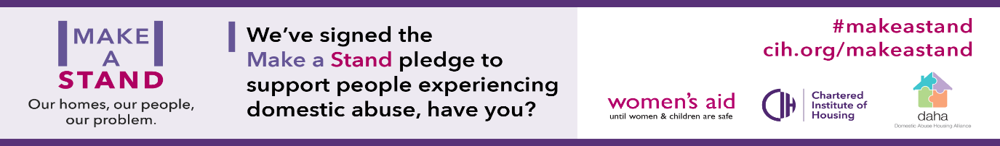 MAKE
A
STAND
Our homes, our people,
our problem.
We've signed the
Make a Stand pledge to
support people experiencing
domestic abuse, have you?
#makeastand
cih.org/makeastand
women's aid
until women & children are safe
CIH
Chartered
Institute of
Housing
daha
Domestic Abuse Housing Alliance